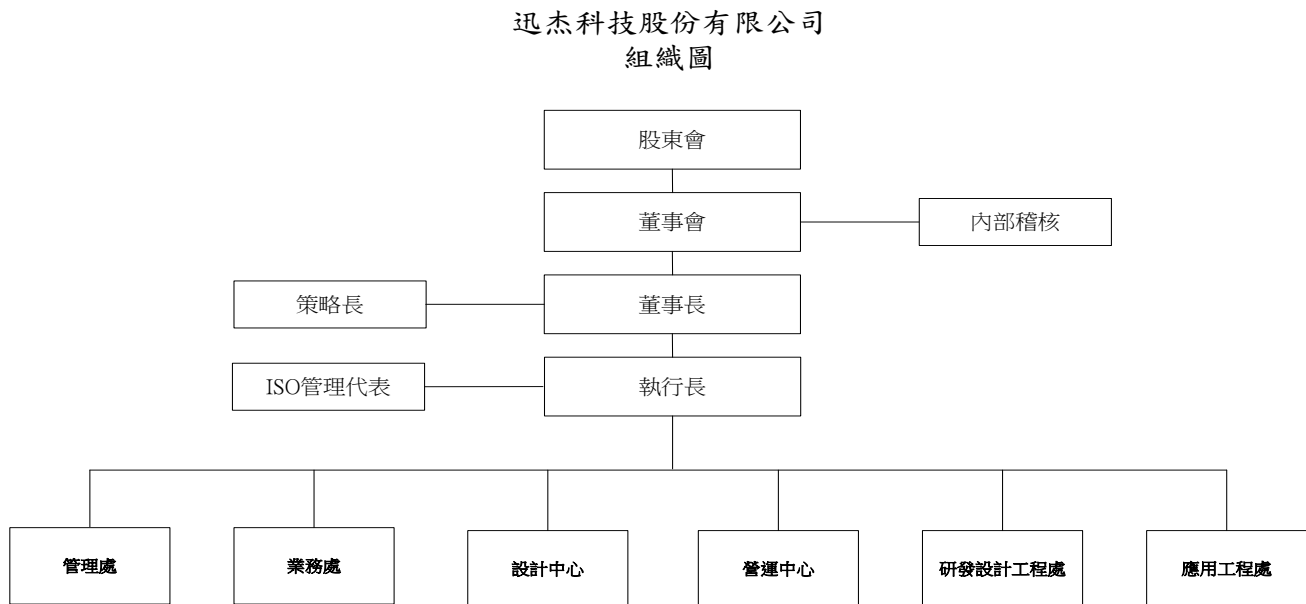 迅杰科技股份有限公司
組織圖
股東會
董事會
內部稽核
策略長
董事長
ISO管理代表
執行長
管理處
業務處
設計中心
營運中心
研發設計工程處
應用工程處